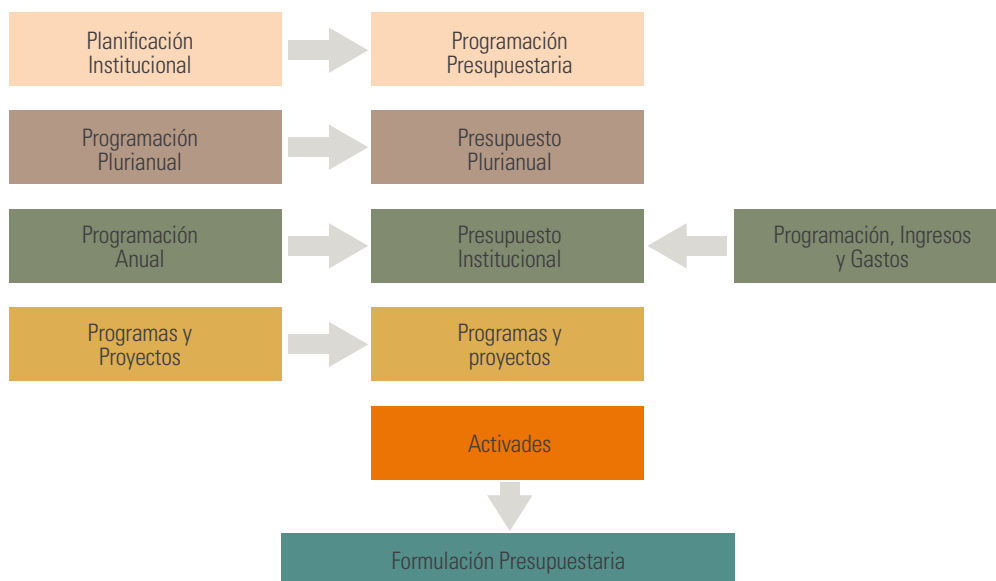 Planificación
Institucional
Programación
Presupuestaria
Programación
Plurianual
Presupuesto
Plurianual
Programación
Anual
Presupuesto
Institucional
Programación, Ingresos
y Gastos
Programas y
Proyectos
Programas y
proyectos
Activades
Formulación Presupuestaria